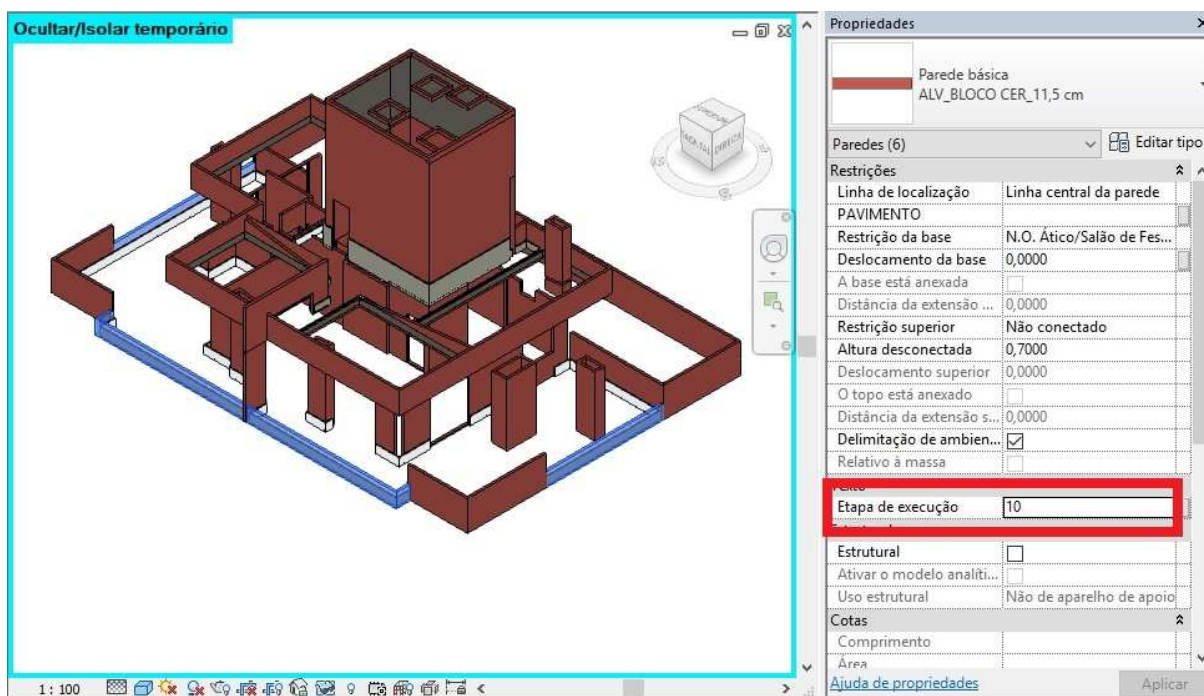 Ocultar/Isolar temporário
Propriedades
Parede básica
ALV_BLOCO CER_11,5 cm
Paredes (6)
Editar tipo
Restrições
Linha de localização Linha central da parede
PAVIMENTO
Restrição da base N.O. Ático/Salão de Fes...
Deslocamento da base 0,0000
A base está anexada
Distância da extensão ... 0,0000
Restrição superior Não conectado
Altura desconectada 0,7000
Deslocamento superior 0,0000
O topo está anexado
Distância da extensão s... 0,0000
Delimitação de ambien...
Relativo à massa
Etapa de execução 10
Estrutural
Ativar o modelo analíti...
Uso estrutural Não de aparelho de apoio
Cotas
Comprimento
Área
Ajuda de propriedades
Aplicar
DIREITA
1 : 100